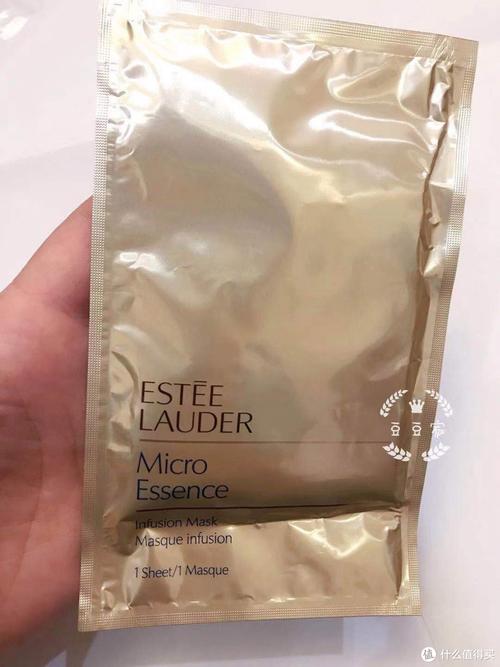 ESTĒE
LAUDER
Micro
Essence
Infusion Mask
Masque infusion
1 Sheet/1 Masque
豆豆家
值 什么值得买